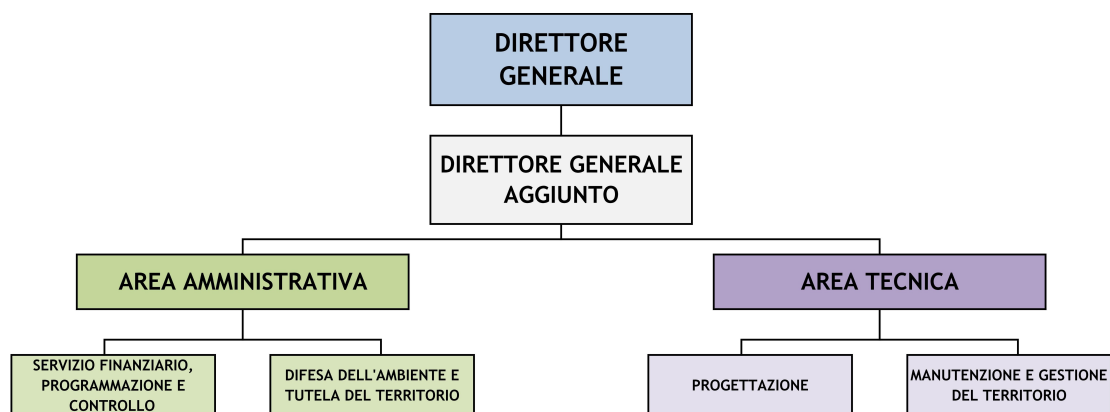 DIRETTORE
GENERALE
DIRETTORE GENERALE
AGGIUNTO
AREA AMMINISTRATIVA
AREA TECNICA
SERVIZIO FINANZIARIO,
PROGRAMMAZIONE E
CONTROLLO
DIFESA DELL'AMBIENTE E
TUTELA DEL TERRITORIO
PROGETTAZIONE
MANUTENZIONE E GESTIONE
DEL TERRITORIO